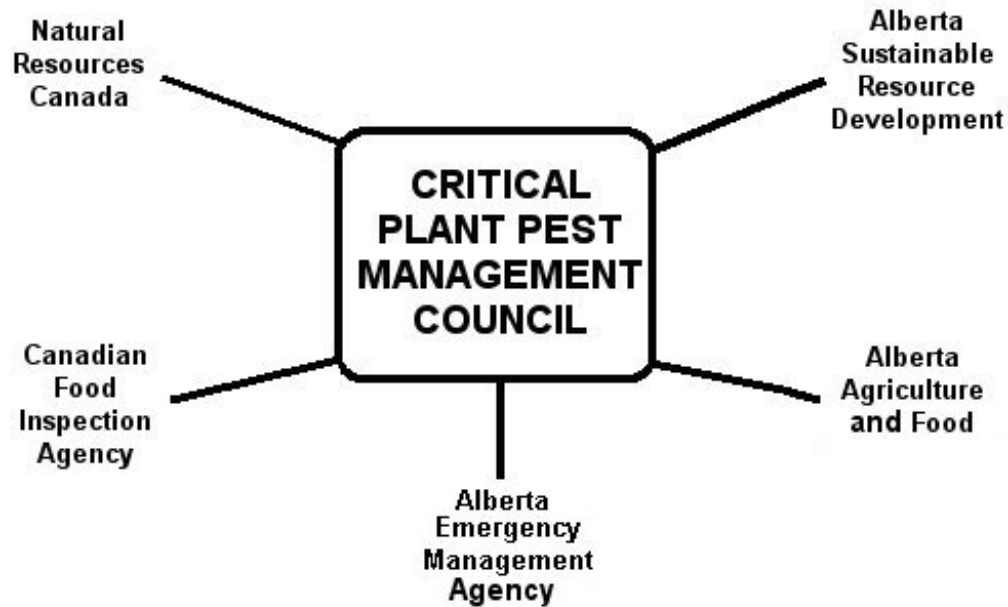 Natural
Resources
Canada
Alberta
Sustainable
Resource
Development
CRITICAL
PLANT PEST
MANAGEMENT
COUNCIL
Canadian
Food
Inspection
Agency
Alberta
Agriculture
and Food
Alberta
Emergency
Management
Agency